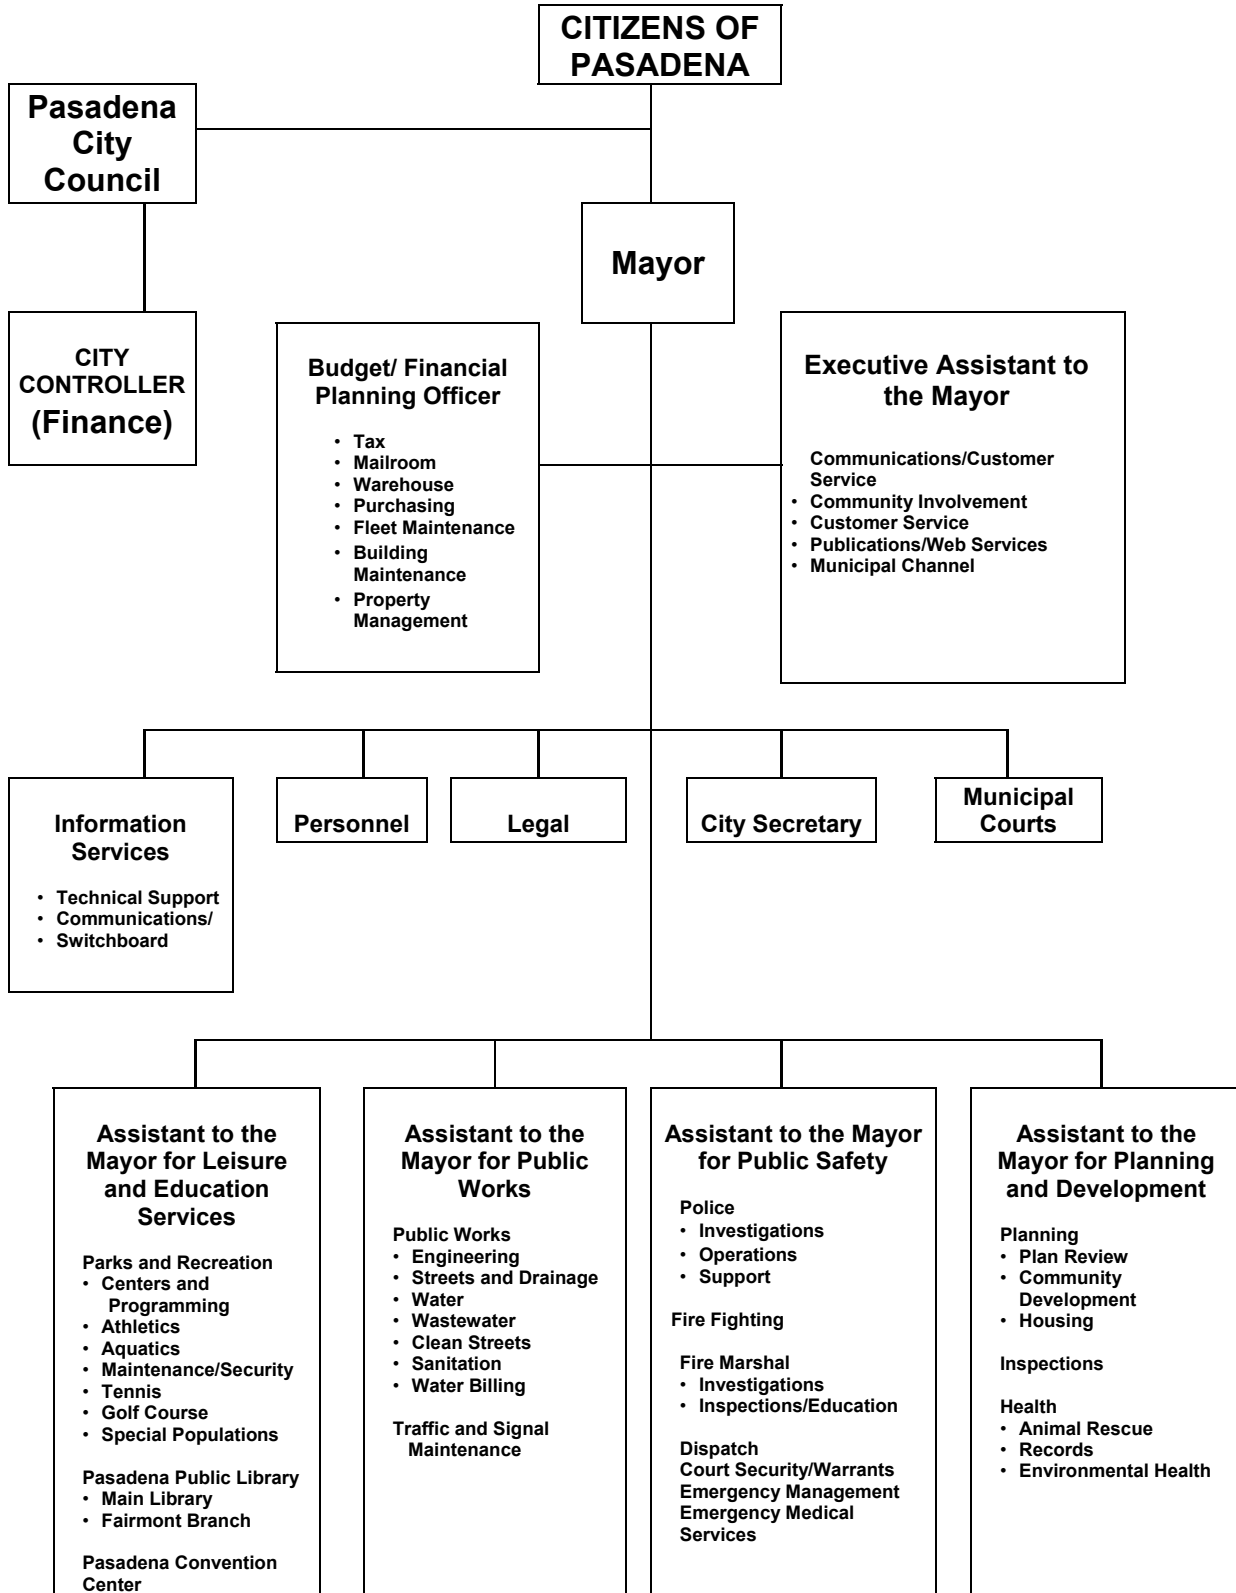 CITIZENS OF
PASADENA
Pasadena
City
Council
Mayor
CITY
CONTROLLER
(Finance)
Budget/ Financial
Planning Officer
• Tax
• Mailroom
• Warehouse
• Purchasing
• Fleet Maintenance
• Building
Maintenance
• Property
Management
Executive Assistant to
the Mayor
Communications/Customer
Service
• Community Involvement
• Customer Service
• Publications/Web Services
• Municipal Channel
Information
Services
• Technical Support
• Communications/
• Switchboard
Personnel
Legal
City Secretary
Municipal
Courts
Assistant to the
Mayor for Leisure
and Education
Services
Parks and Recreation
• Centers and
Programming
• Athletics
• Aquatics
• Maintenance/Security
• Tennis
• Golf Course
• Special Populations
Pasadena Public Library
• Main Library
• Fairmont Branch
Pasadena Convention
Center
Assistant to the
Mayor for Public
Works
Public Works
• Engineering
• Streets and Drainage
• Water
• Wastewater
• Clean Streets
• Sanitation
• Water Billing
Traffic and Signal
Maintenance
Assistant to the Mayor
for Public Safety
Police
• Investigations
• Operations
• Support
Fire Fighting
Fire Marshal
• Investigations
• Inspections/Education
Dispatch
Court Security/Warrants
Emergency Management
Emergency Medical
Services
Assistant to the
Mayor for Planning
and Development
Planning
• Plan Review
• Community
Development
• Housing
Inspections
Health
• Animal Rescue
• Records
• Environmental Health